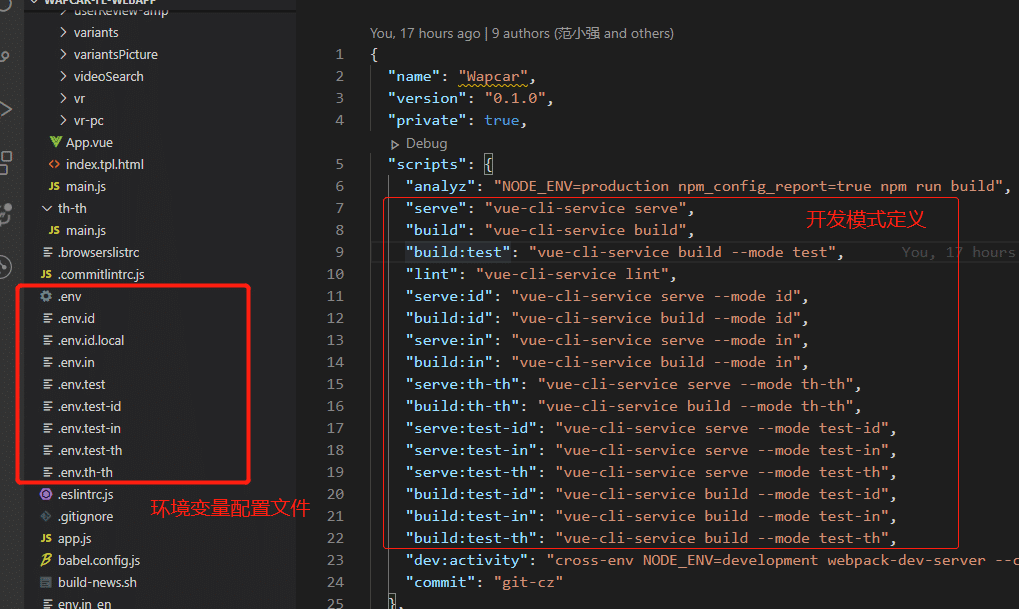 WAPCAR-FE-WEBAPP
userReview-amp
variants
variantsPicture
videoSearch
vr
vr-pc
App.vue
<> index.tpl.html
JS main.js
th-th
JS main.js
.browserslistrc
JS .commitlintrc.js
.env
.env.id
.env.id.local
.env.in
.env.test
.env.test-id
.env.test-in
.env.test-th
.env.th-th
.eslintrc.js
.gitignore
JS app.js
babel.config.js
build-news.sh
env.in_en
环境变量配置文件
You, 17 hours ago | 9 authors (范小强 and others)
1 {
2 "name": "Wapcar",
3 "version": "0.1.0",
4 "private": true,
Debug
5 "scripts": {
6 "analyz": "NODE_ENV=production npm_config_report=true npm run build",
7 "serve": "vue-cli-service serve",
开发模式定义
8 "build": "vue-cli-service build",
9 "build:test": "vue-cli-service build --mode test", You, 17 hours
10 "lint": "vue-cli-service lint",
11 "serve:id": "vue-cli-service serve --mode id",
12 "build:id": "vue-cli-service build --mode id",
13 "serve:in": "vue-cli-service serve --mode in",
14 "build:in": "vue-cli-service build --mode in",
15 "serve:th-th": "vue-cli-service serve --mode th-th",
16 "build:th-th": "vue-cli-service build --mode th-th",
17 "serve:test-id": "vue-cli-service serve --mode test-id",
18 "serve:test-in": "vue-cli-service serve --mode test-in",
19 "serve:test-th": "vue-cli-service serve --mode test-th",
20 "build:test-id": "vue-cli-service build --mode test-id",
21 "build:test-in": "vue-cli-service build --mode test-in",
22 "build:test-th": "vue-cli-service build --mode test-th",
23 "dev:activity": "cross-env NODE_ENV=development webpack-dev-server --c
24 "commit": "git-cz"
25 },